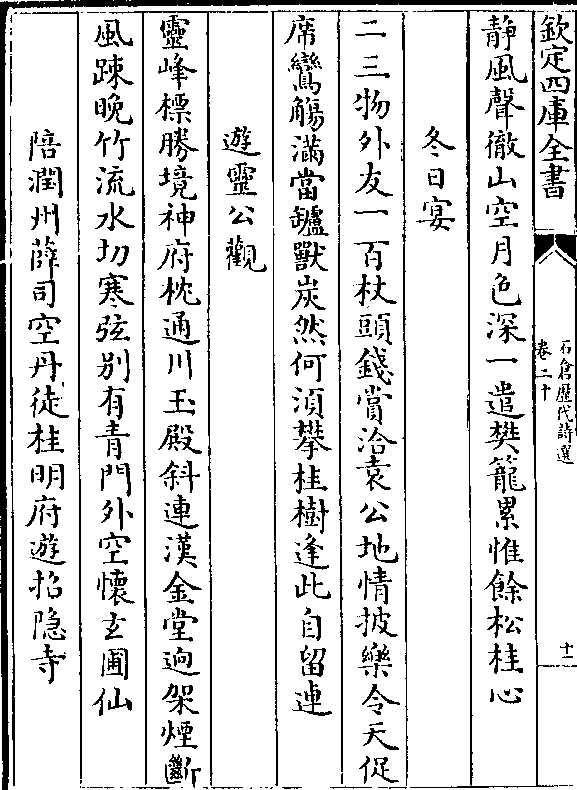 欽定四庫全書
石倉歷代詩選
卷二十
十一
靜風聲徹山空月色深一遣樊籠累惟餘松桂心
冬日宴
二三物外友一百杖頭錢賞洽袁公地情披樂令天促
席鸞觴滿當罏獸炭然何須攀桂樹逢此自留連
遊靈公觀
靈峰標勝境神府枕通川玉殿斜連漢金堂迥架煙斷
風疎晚竹流水切寒弦別有青門外空懷玄圃仙
陪潤州薛司空丹徒桂明府遊招隐寺